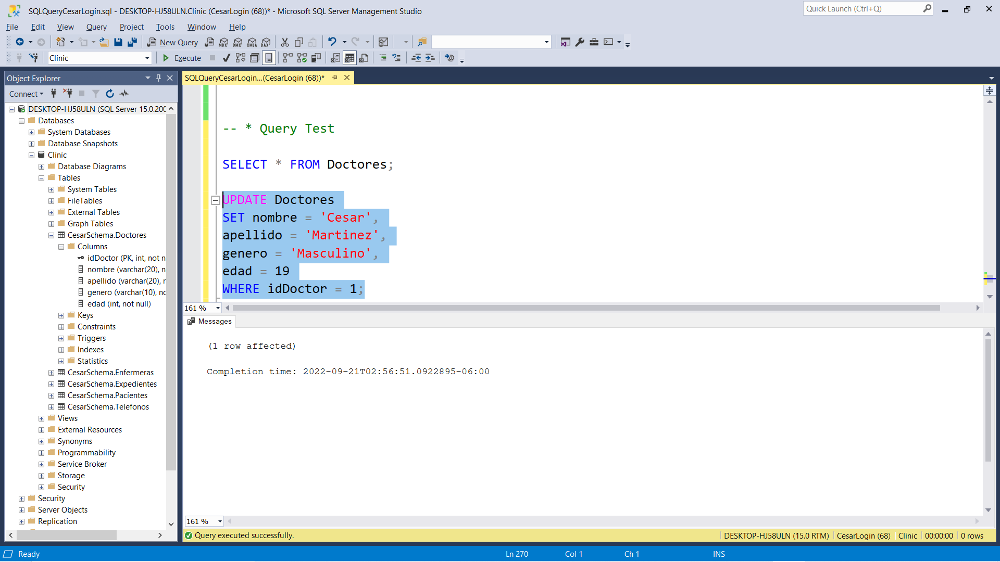 SQLQueryCesarLogin.sql - DESKTOP-HJ58ULN.Clinic (CesarLogin (68))* - Microsoft SQL Server Management Studio
Quick Launch (Ctrl+Q)
File Edit View Query Project Tools Window Help
New Query MDX DMX XMLA DAX
Clinic Execute
Object Explorer
SQLQueryCesarLogin...(CesarLogin (68))*
Connect
DESKTOP-HJ58ULN (SQL Server 15.0.200
Databases
System Databases
Database Snapshots
Clinic
Database Diagrams
Tables
System Tables
FileTables
External Tables
Graph Tables
CesarSchema.Doctores
Columns
idDoctor (PK, int, not n
nombre (varchar(20), n
apellido (varchar(20), r
genero (varchar(10), nc
edad (int, not null)
Keys
Constraints
Triggers
Indexes
Statistics
CesarSchema.Enfermeras
CesarSchema.Expedientes
CesarSchema.Pacientes
CesarSchema.Telefonos
Views
External Resources
Synonyms
Programmability
Service Broker
Storage
Security
Security
Server Objects
Replication
-- * Query Test
SELECT * FROM Doctores;
UPDATE Doctores
SET nombre = 'Cesar',
apellido = 'Martinez',
genero = 'Masculino',
edad = 19
WHERE idDoctor = 1;
161 %
Messages
(1 row affected)
Completion time: 2022-09-21T02:56:51.0922895-06:00
161 %
Query executed successfully.
DESKTOP-HJ58ULN (15.0 RTM) CesarLogin (68) Clinic 00:00:00 0 rows
Ready Ln 270 Col 1 Ch 1 INS